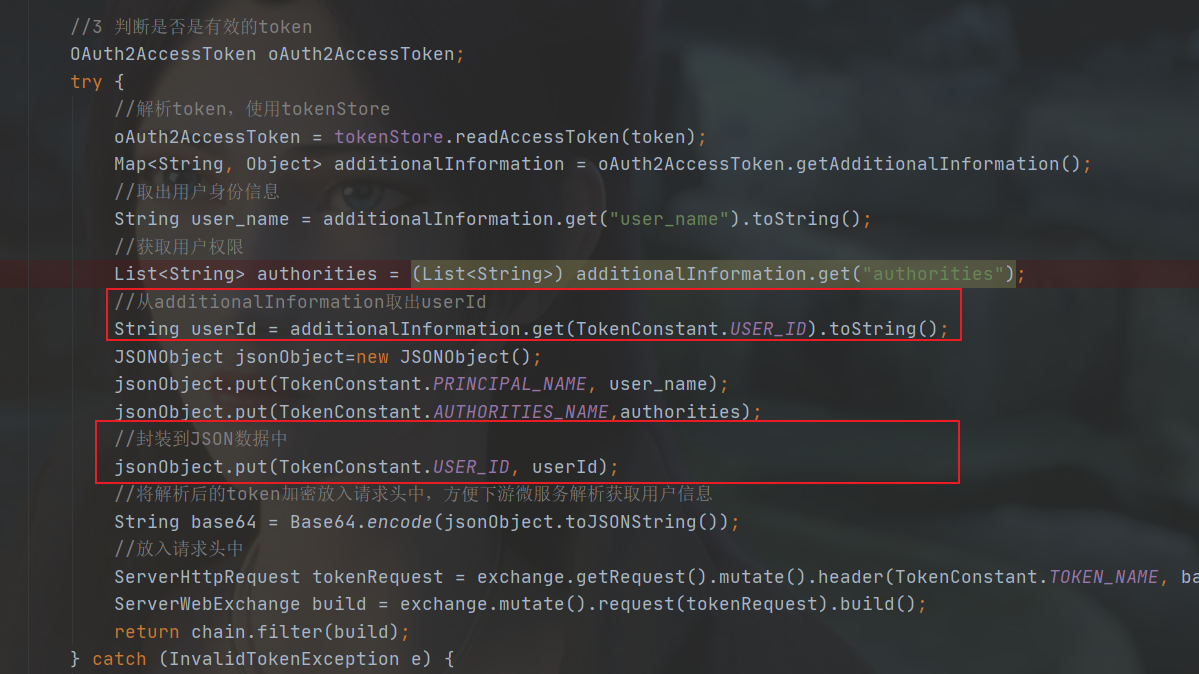 //3 判断是否是有效的token
OAuth2AccessToken oAuth2AccessToken;
try {
//解析token，使用tokenStore
oAuth2AccessToken = tokenStore.readAccessToken(token);
Map<String, Object> additionalInformation = oAuth2AccessToken.getAdditionalInformation();
//取出用户身份信息
String user_name = additionalInformation.get("user_name").toString();
//获取用户权限
List<String> authorities = (List<String>) additionalInformation.get("authorities");
//从additionalInformation取出userId
String userId = additionalInformation.get(TokenConstant.USER_ID).toString();
JSONObject jsonObject=new JSONObject();
jsonObject.put(TokenConstant.PRINCIPAL_NAME, user_name);
jsonObject.put(TokenConstant.AUTHORITIES_NAME,authorities);
//封装到JSON数据中
jsonObject.put(TokenConstant.USER_ID, userId);
//将解析后的token加密放入请求头中，方便下游微服务解析获取用户信息
String base64 = Base64.encode(jsonObject.toJSONString());
//放入请求头中
ServerHttpRequest tokenRequest = exchange.getRequest().mutate().header(TokenConstant.TOKEN_NAME, ba
ServerWebExchange build = exchange.mutate().request(tokenRequest).build();
return chain.filter(build);
} catch (InvalidTokenException e) {